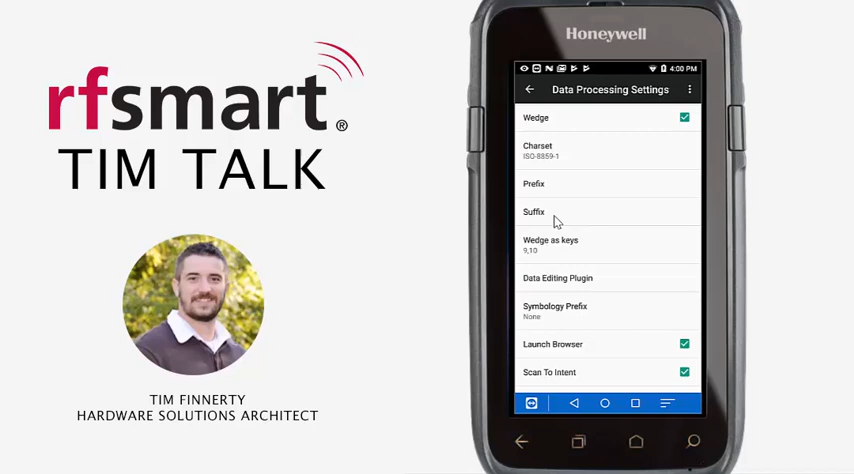 rfsmart®
TIM TALK
TIM FINNERTY
HARDWARE SOLUTIONS ARCHITECT
Honeywell
4:00 PM
Data Processing Settings
Wedge
Charset
ISO-8859-1
Prefix
Suffix
Wedge as keys
9,10
Data Editing Plugin
Symbology Prefix
None
Launch Browser
Scan To Intent